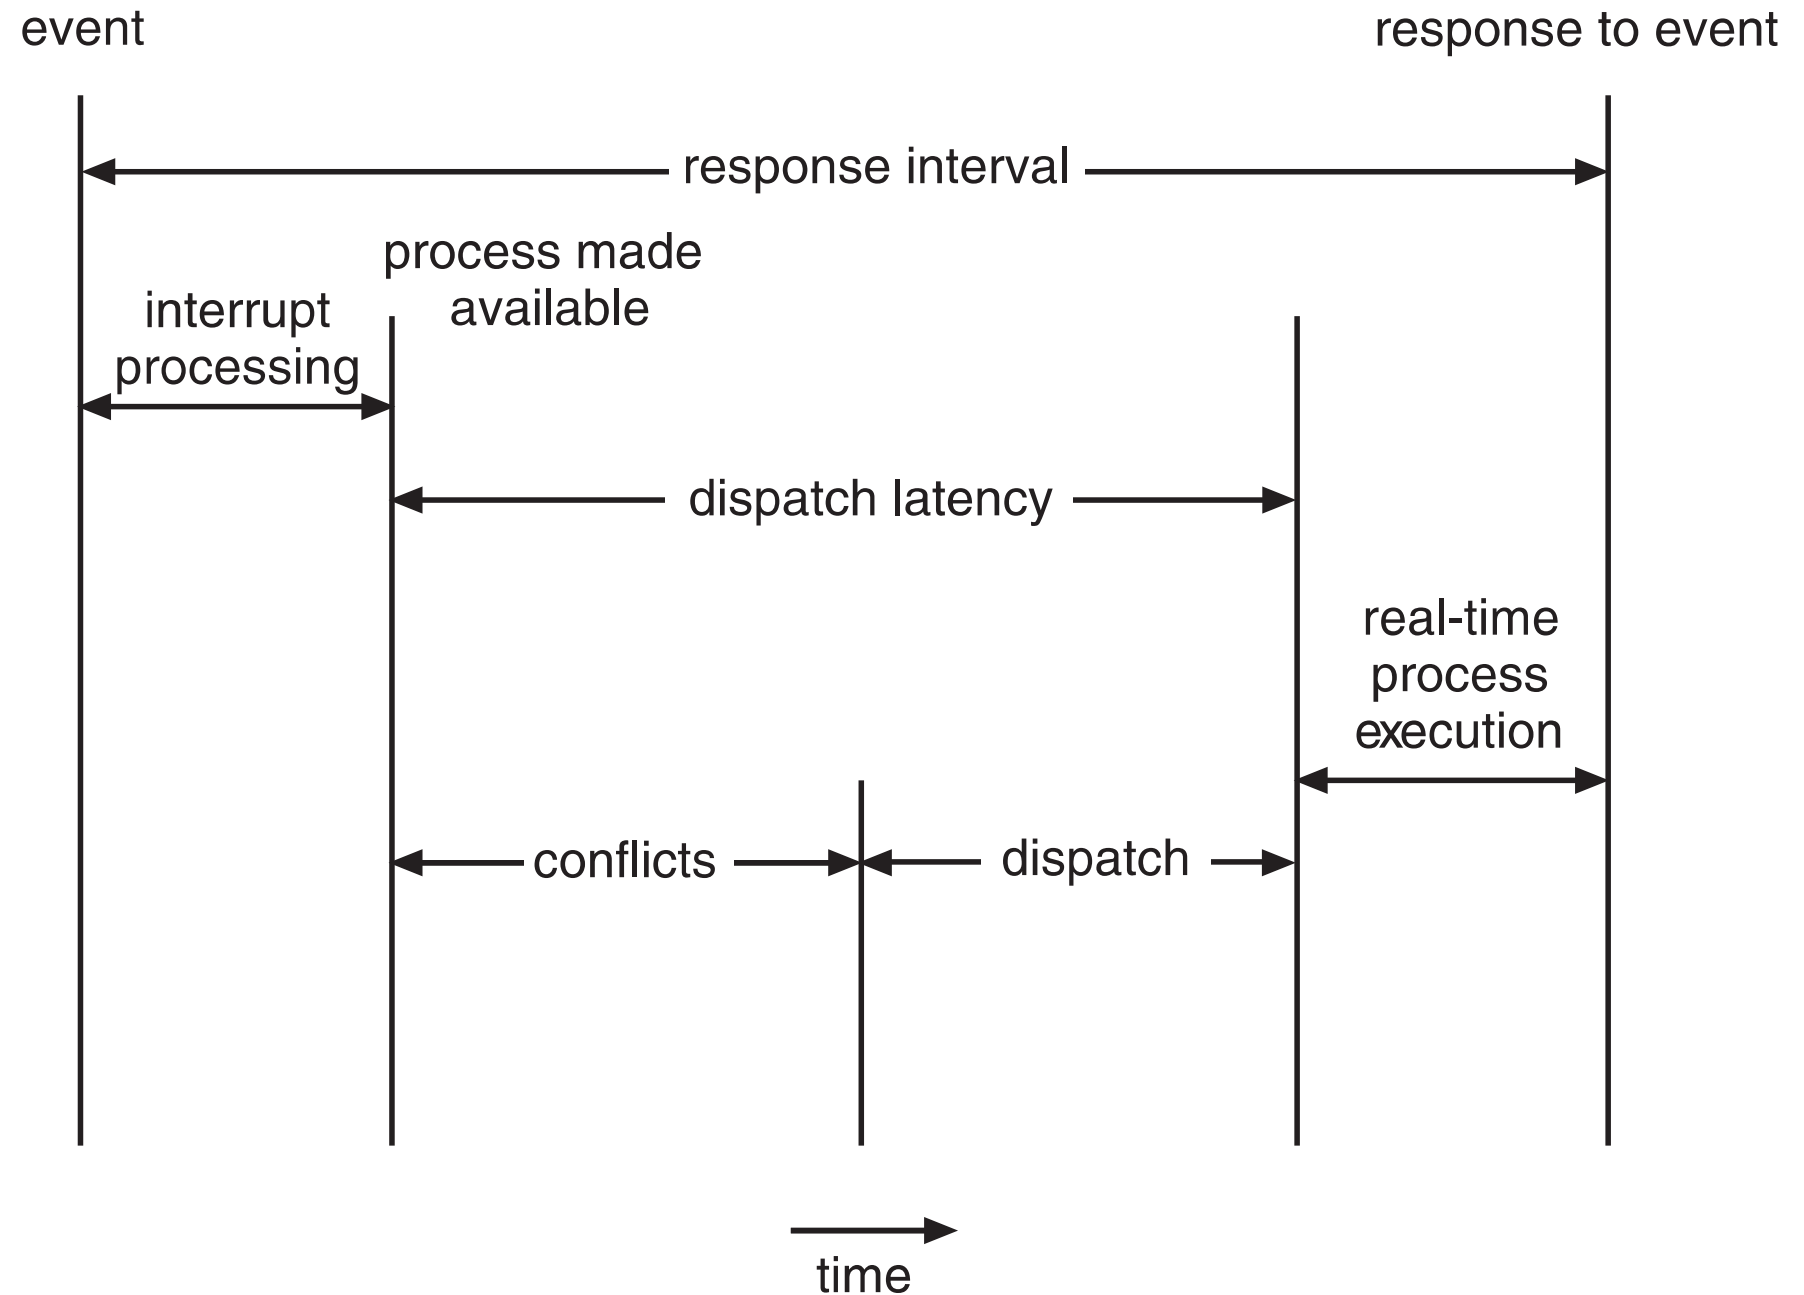 event
response to event
response interval
process made
available
interrupt
processing
dispatch latency
real-time
process
execution
conflicts
dispatch
time